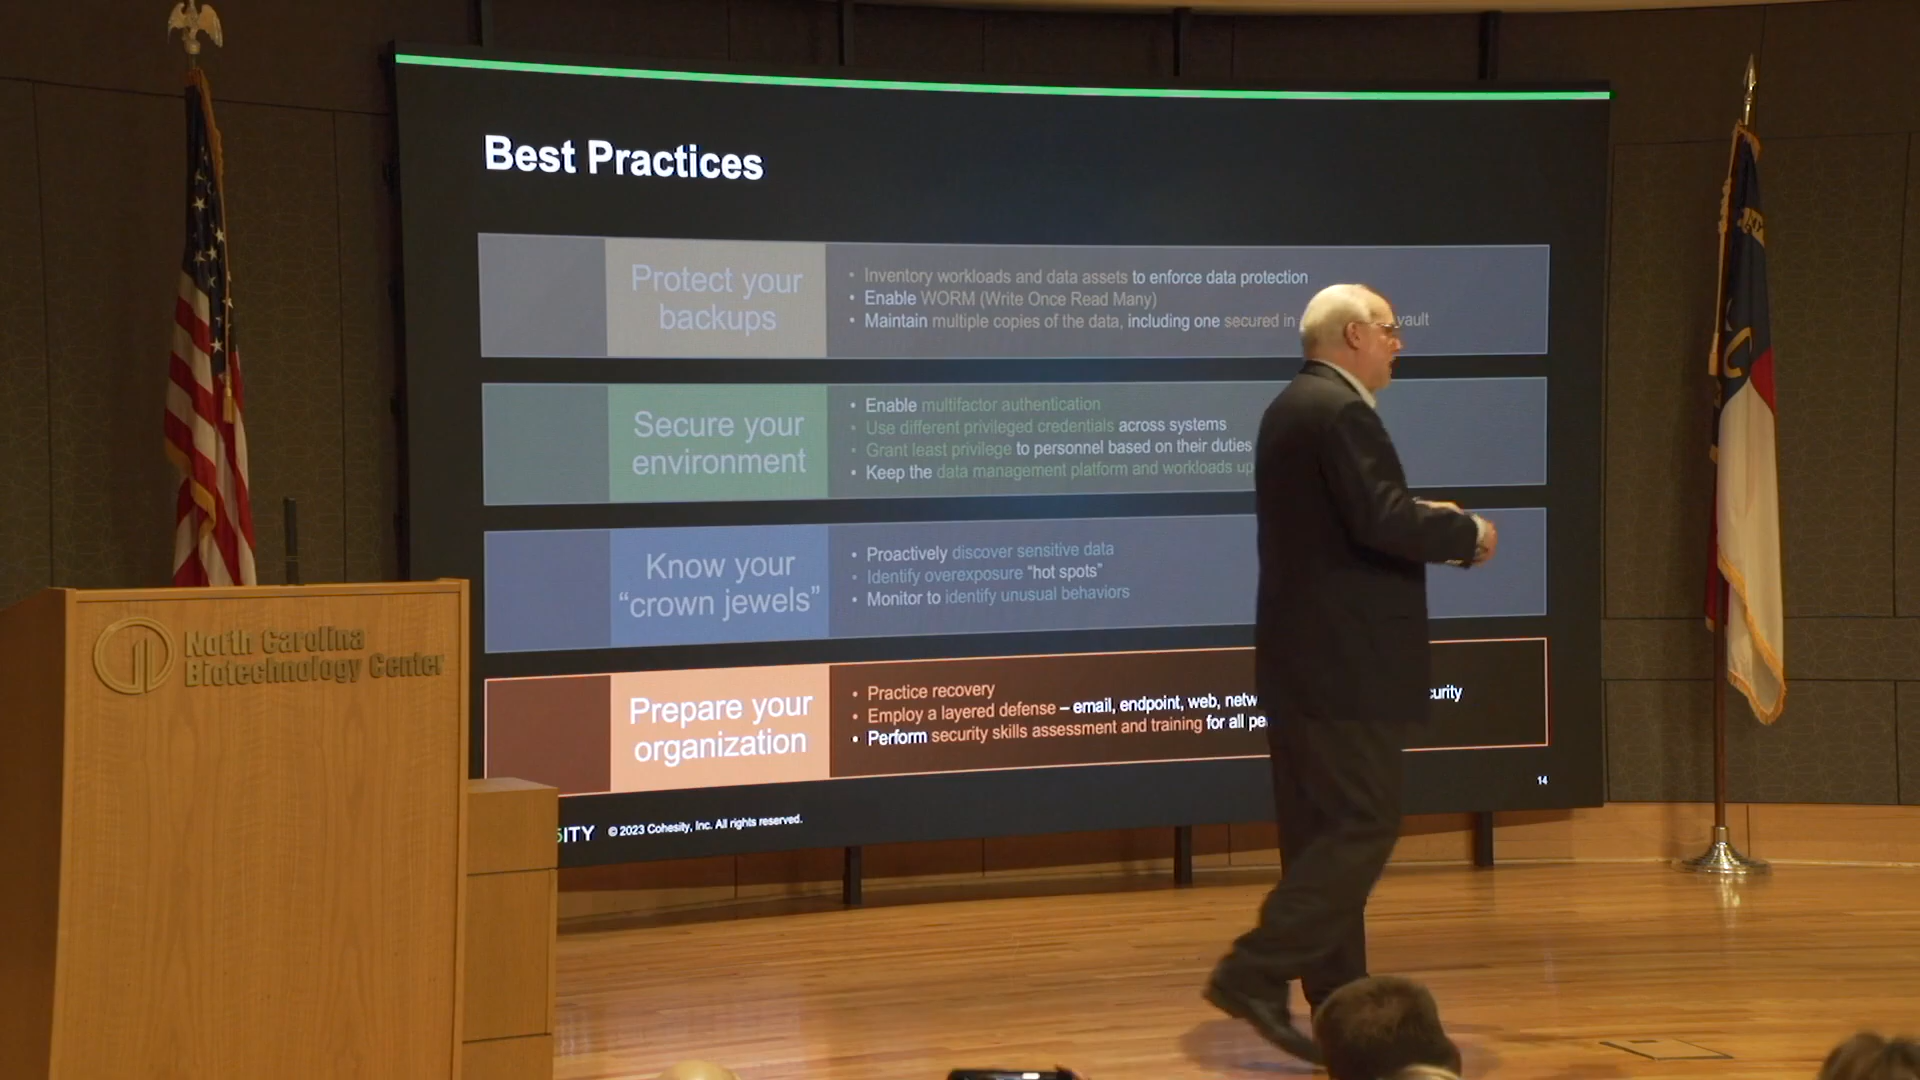 Best Practices
Protect your
backups
• Inventory workloads and data assets to enforce data protection
• Enable WORM (Write Once Read Many)
• Maintain multiple copies of the data, including one secured in vault
Secure your
environment
• Enable multifactor authentication
• Use different privileged credentials across systems
• Grant least privilege to personnel based on their duties
• Keep the data management platform and workloads up
Know your
“crown jewels”
• Proactively discover sensitive data
• Identify overexposure “hot spots”
• Monitor to identify unusual behaviors
Prepare your
organization
• Practice recovery
• Employ a layered defense – email, endpoint, web, netw curity
• Perform security skills assessment and training for all pe
14
SITY © 2023 Cohesity, Inc. All rights reserved.
North Carolina
Biotechnology Center